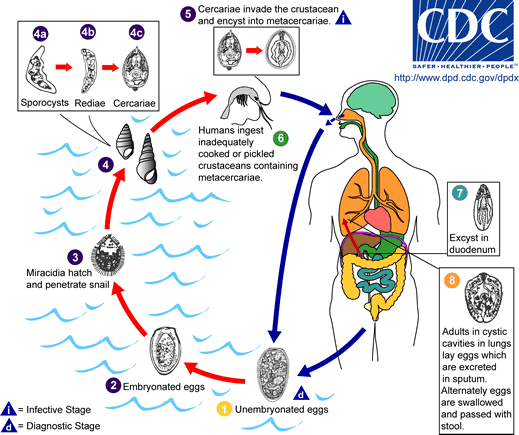 4a
4b
4c
Sporocysts
Rediae
Cercariae
5
Cercariae invade the crustacean
and encyst into metacercariae.
i
CDC
SAFER • HEALTHIER • PEOPLE™
http://www.dpd.cdc.gov/dpdx
6
Humans ingest
inadequately
cooked or pickled
crustaceans containing
metacercariae.
4
7
Excyst in
duodenum
3
Miracidia hatch
and penetrate snail
8
Adults in cystic
cavities in lungs
lay eggs which
are excreted
in sputum.
Alternately eggs
are swallowed
and passed with
stool.
2
Embryonated eggs
1
Unembryonated eggs
d
i = Infective Stage
d = Diagnostic Stage